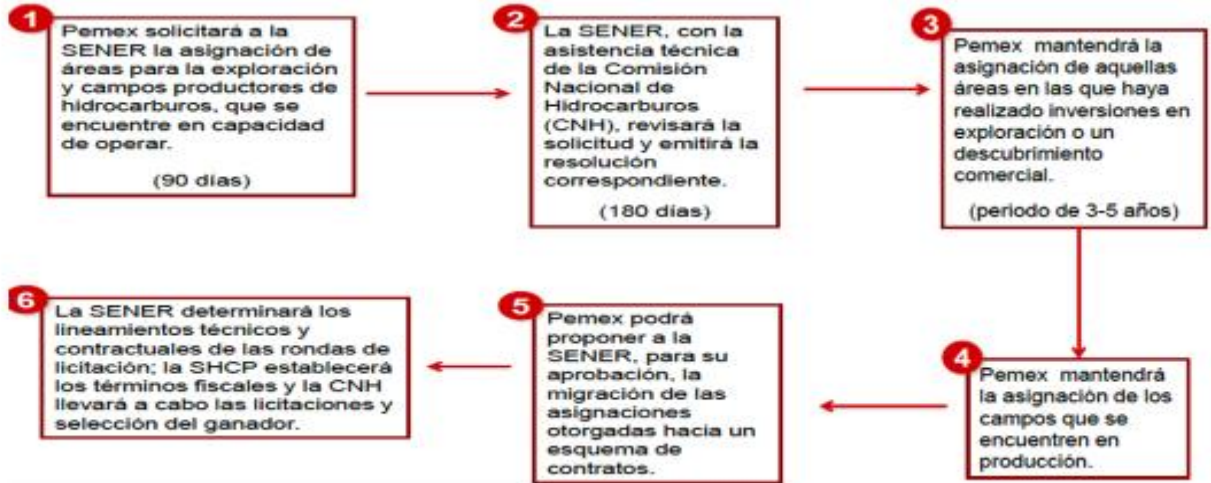 1
Pemex solicitará a la
SENER la asignación de
áreas para la exploración
y campos productores de
hidrocarburos, que se
encuentre en capacidad
de operar.
(90 días)
2
La SENER, con la
asistencia técnica
de la Comisión
Nacional de
Hidrocarburos
(CNH), revisará la
solicitud y emitirá la
resolución
correspondiente.
(180 días)
3
Pemex mantendrá la
asignación de aquellas
áreas en las que haya
realizado inversiones en
exploración o un
descubrimiento
comercial.
(periodo de 3-5 años)
4
Pemex mantendrá
la asignación de los
campos que se
encuentren en
producción.
5
Pemex podrá
proponer a la
SENER, para su
aprobación, la
migración de las
asignaciones
otorgadas hacia un
esquema de
contratos.
6
La SENER determinará los
lineamientos técnicos y
contractuales de las rondas de
licitación; la SHCP establecerá
los términos fiscales y la CNH
llevará a cabo las licitaciones y
selección del ganador.